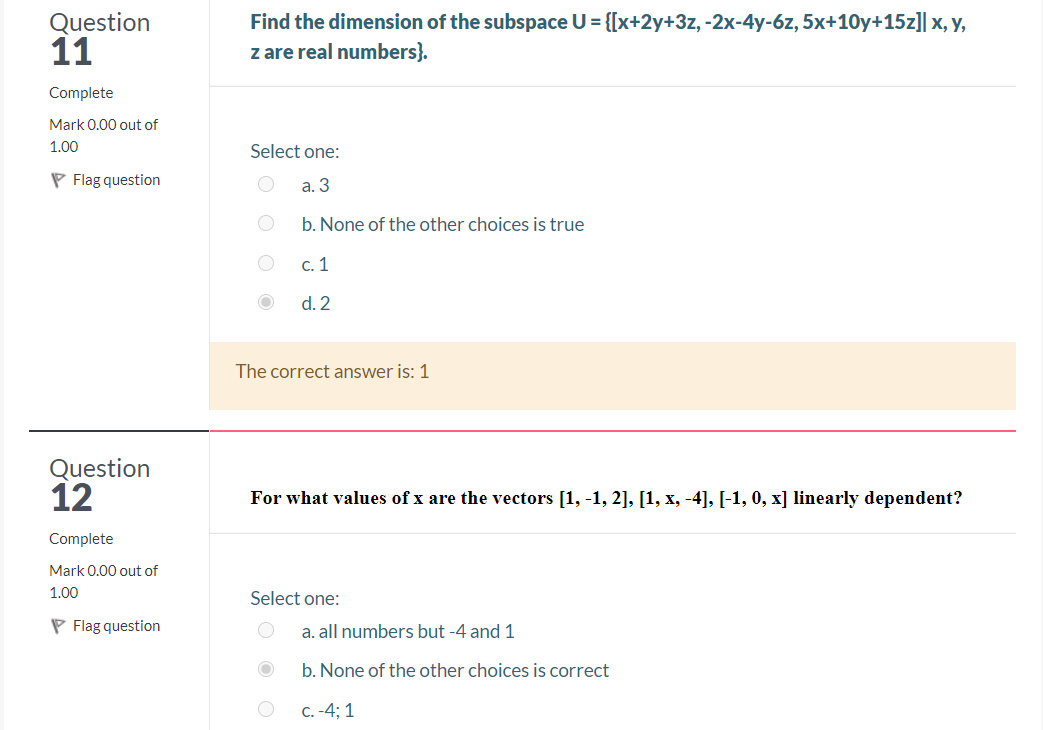 Question
11
Complete
Mark 0.00 out of
1.00
Flag question
Find the dimension of the subspace U = {[x+2y+3z, -2x-4y-6z, 5x+10y+15z]| x, y,
z are real numbers}.
Select one:
a. 3
b. None of the other choices is true
c. 1
d. 2
The correct answer is: 1
Question
12
Complete
Mark 0.00 out of
1.00
Flag question
For what values of x are the vectors [1, -1, 2], [1, x, -4], [-1, 0, x] linearly dependent?
Select one:
a. all numbers but -4 and 1
b. None of the other choices is correct
c. -4; 1